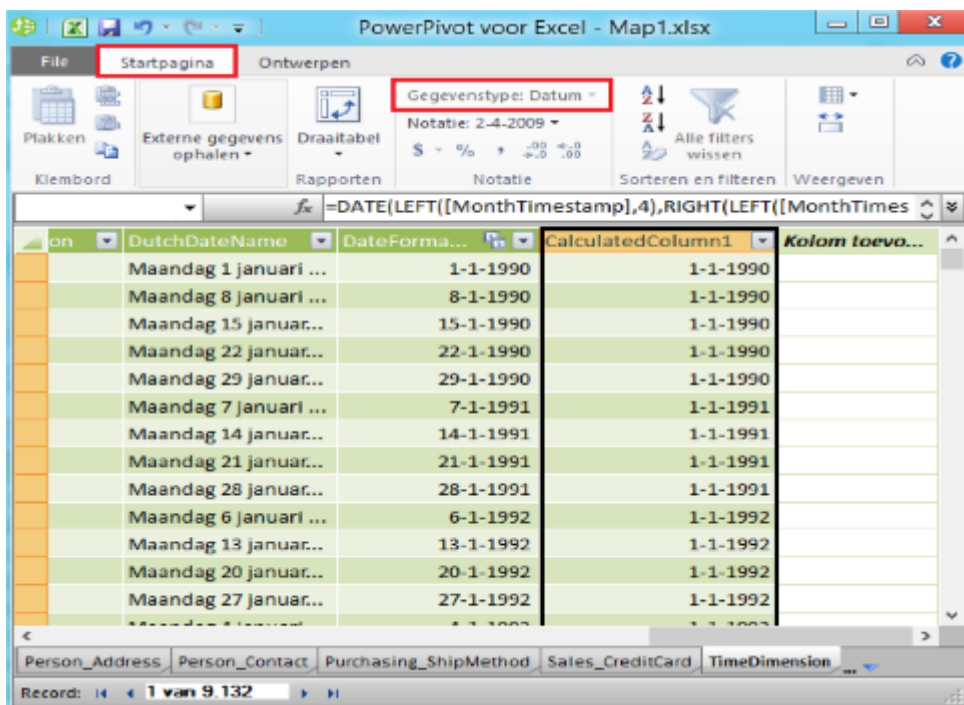 PowerPivot voor Excel - Map1.xlsx
File Startpagina Ontwerpen
Plakken
Klembord
Externe gegevens
ophalen
Draaitabel
Rapporten
Gegevenstype: Datum
Notatie: 2-4-2009
$ % , ,00 ,0 ,0 ,00
Notatie
Alle filters
wissen
Sorteren en filteren
Weergeven
fx =DATE(LEFT([MonthTimestamp],4),RIGHT(LEFT([MonthTimes
on DutchDateName DateForma... CalculatedColumn1 Kolom toevo...
Maandag 1 januari ... 1-1-1990 1-1-1990
Maandag 8 januari ... 8-1-1990 1-1-1990
Maandag 15 januar... 15-1-1990 1-1-1990
Maandag 22 januar... 22-1-1990 1-1-1990
Maandag 29 januar... 29-1-1990 1-1-1990
Maandag 7 januari ... 7-1-1991 1-1-1991
Maandag 14 januar... 14-1-1991 1-1-1991
Maandag 21 januar... 21-1-1991 1-1-1991
Maandag 28 januar... 28-1-1991 1-1-1991
Maandag 6 januari ... 6-1-1992 1-1-1992
Maandag 13 januar... 13-1-1992 1-1-1992
Maandag 20 januar... 20-1-1992 1-1-1992
Maandag 27 januar... 27-1-1992 1-1-1992
Person_Address Person_Contact Purchasing_ShipMethod Sales_CreditCard TimeDimension ...
Record: 1 van 9.132